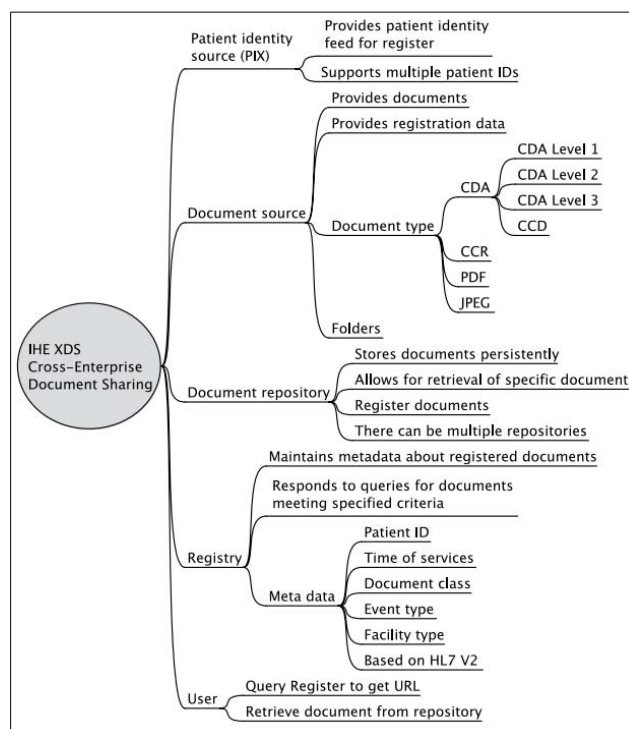 Patient identity
source (PIX)
Provides patient identity
feed for register
Supports multiple patient IDs
Document source
Provides documents
Provides registration data
Document type
CDA
CDA Level 1
CDA Level 2
CDA Level 3
CCD
CCR
PDF
JPEG
Folders
IHE XDS
Cross-Enterprise
Document Sharing
Document repository
Stores documents persistently
Allows for retrieval of specific document
Register documents
There can be multiple repositories
Registry
Maintains metadata about registered documents
Responds to queries for documents
meeting specified criteria
Meta data
Patient ID
Time of services
Document class
Event type
Facility type
Based on HL7 V2
User
Query Register to get URL
Retrieve document from repository